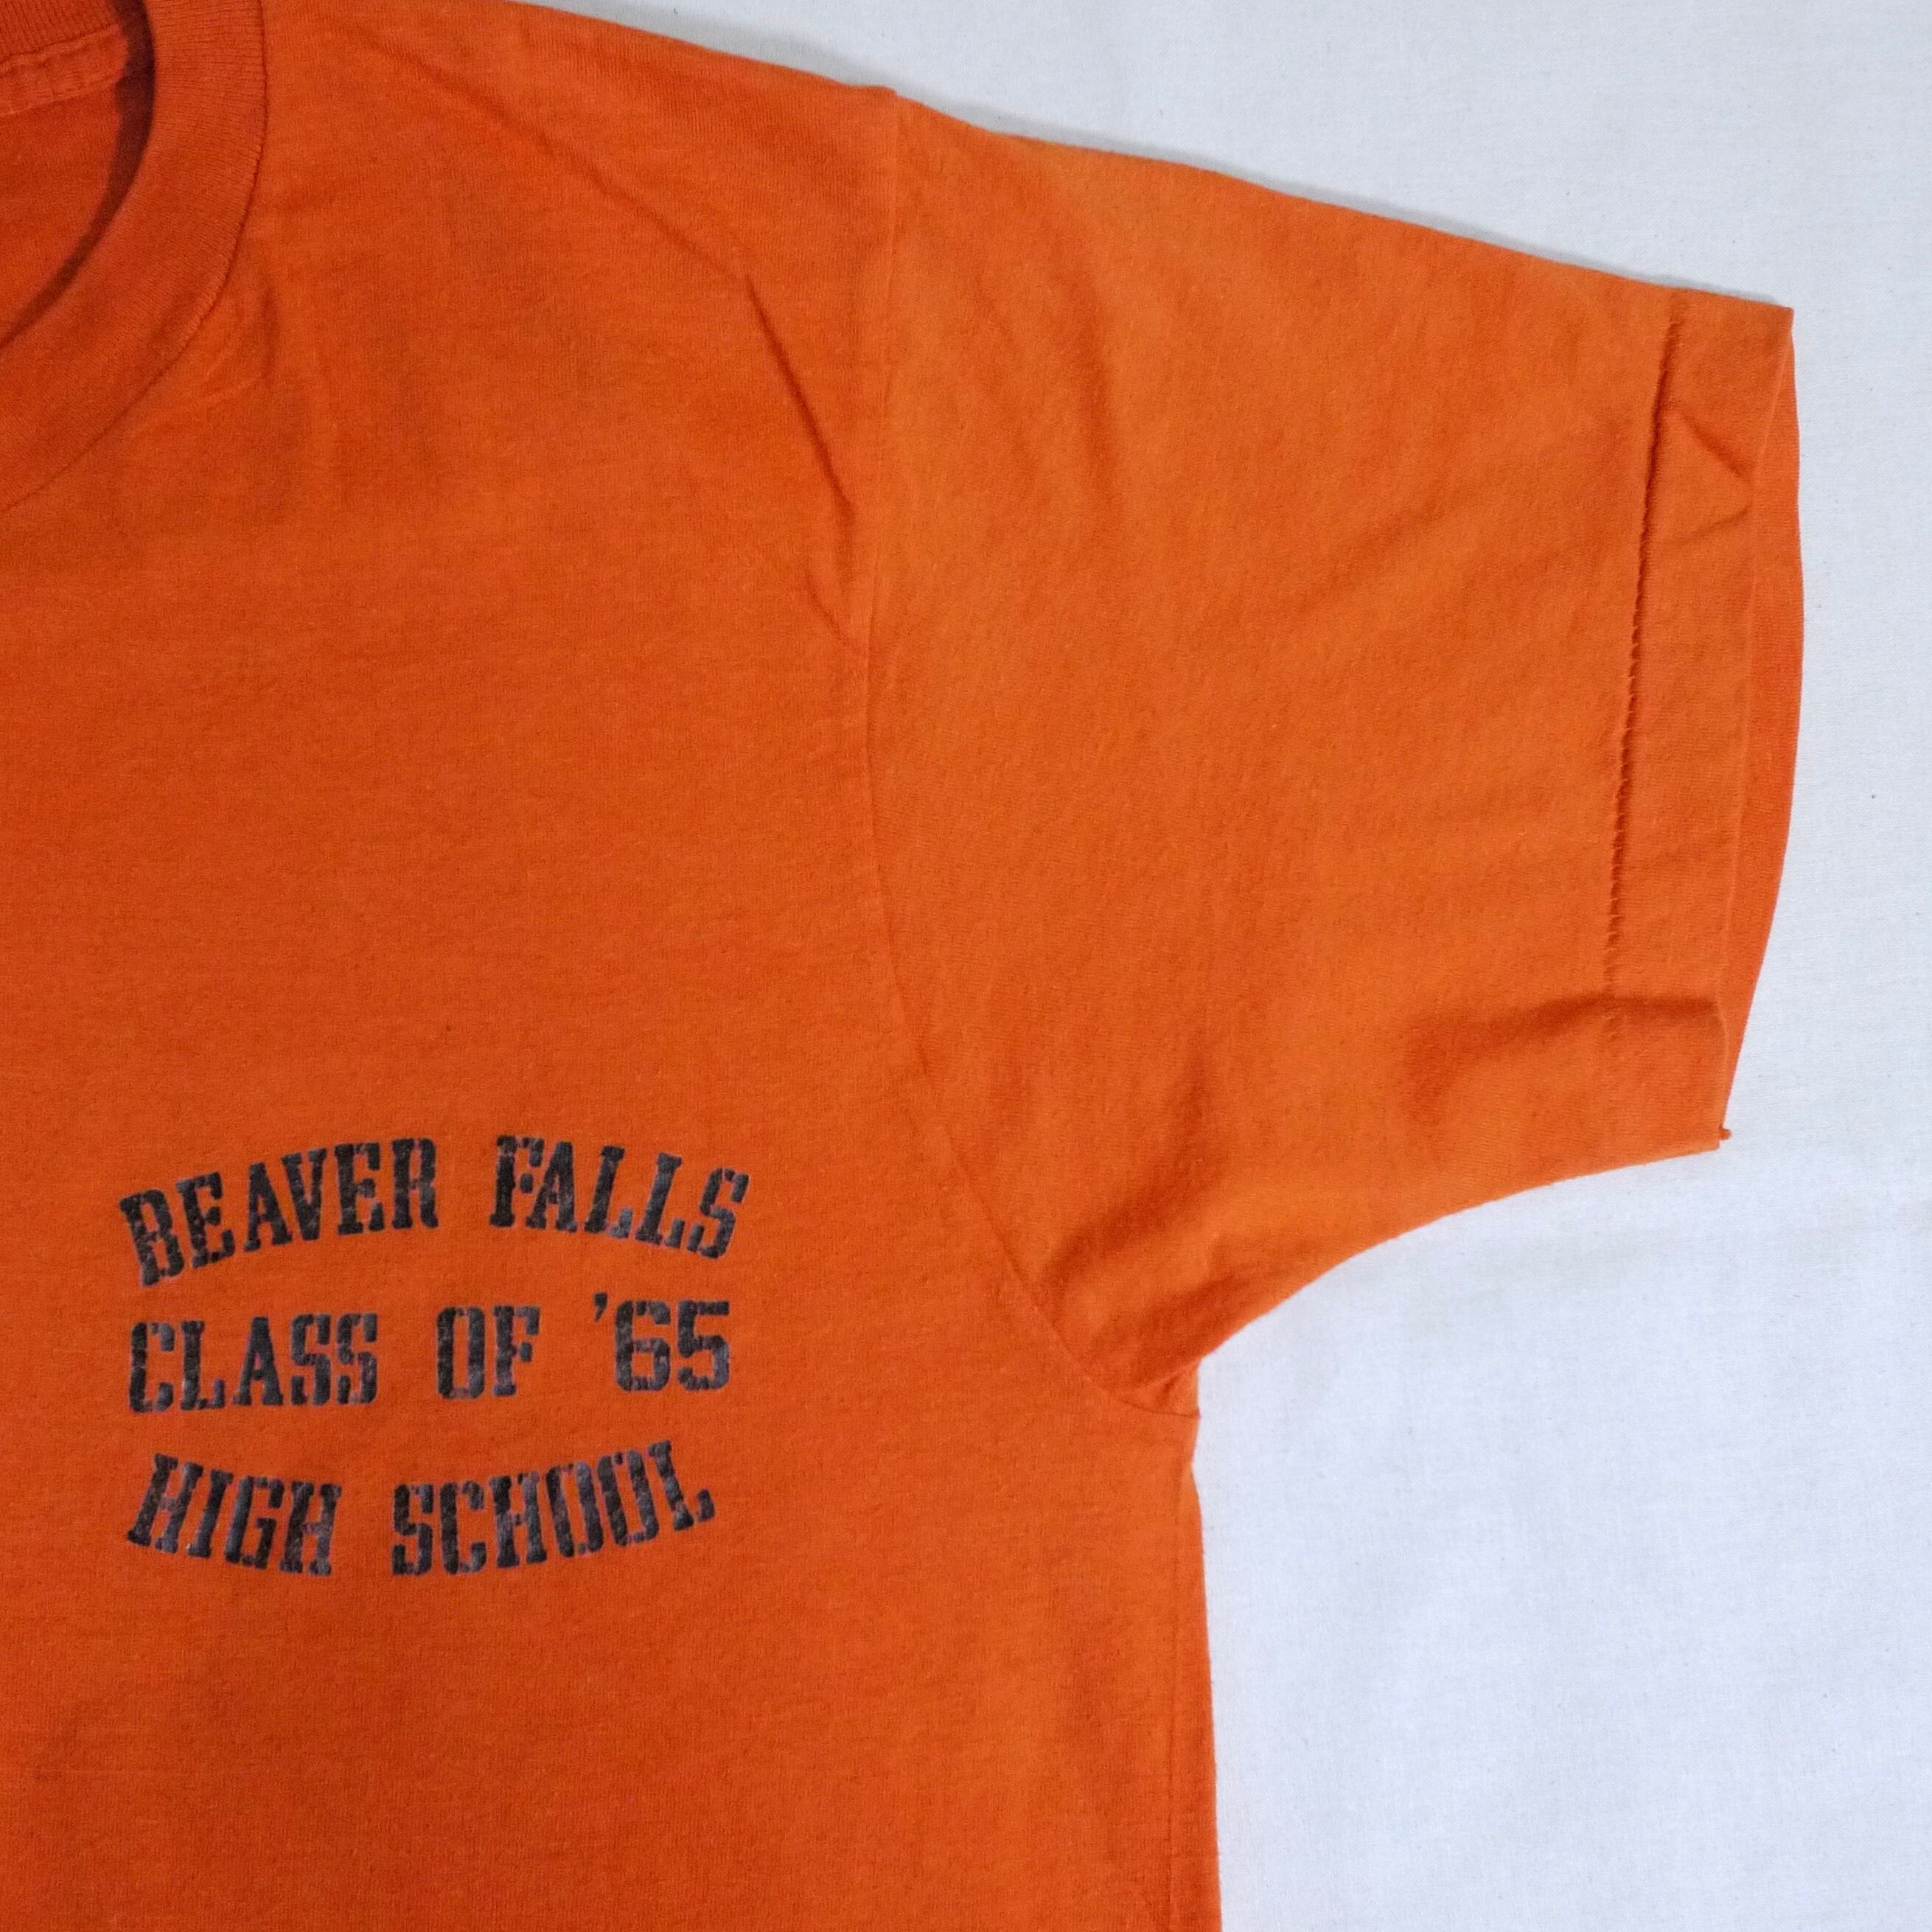 BEAVER FALLS
CLASS OF '65
HIGH SCHOOL